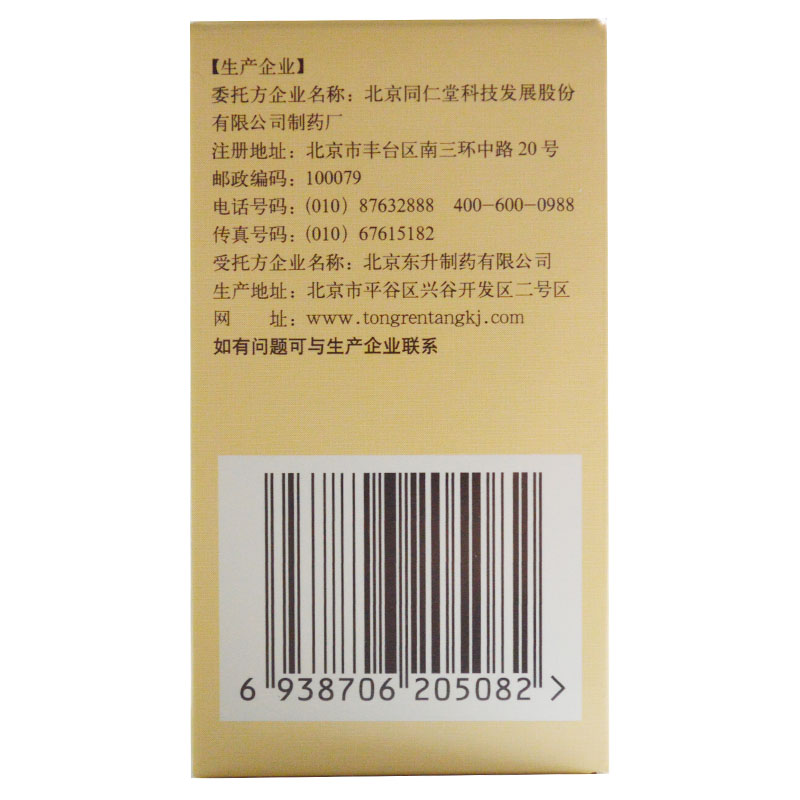 【生产企业】
委托方企业名称：北京同仁堂科技发展股份
有限公司制药厂
注册地址：北京市丰台区南三环中路 20 号
邮政编码：100079
电话号码：(010) 87632888 400-600-0988
传真号码：(010) 67615182
受托方企业名称：北京东升制药有限公司
生产地址：北京市平谷区兴谷开发区二号区
网 址：www.tongrentangkj.com
如有问题可与生产企业联系
6 938706 205082 >